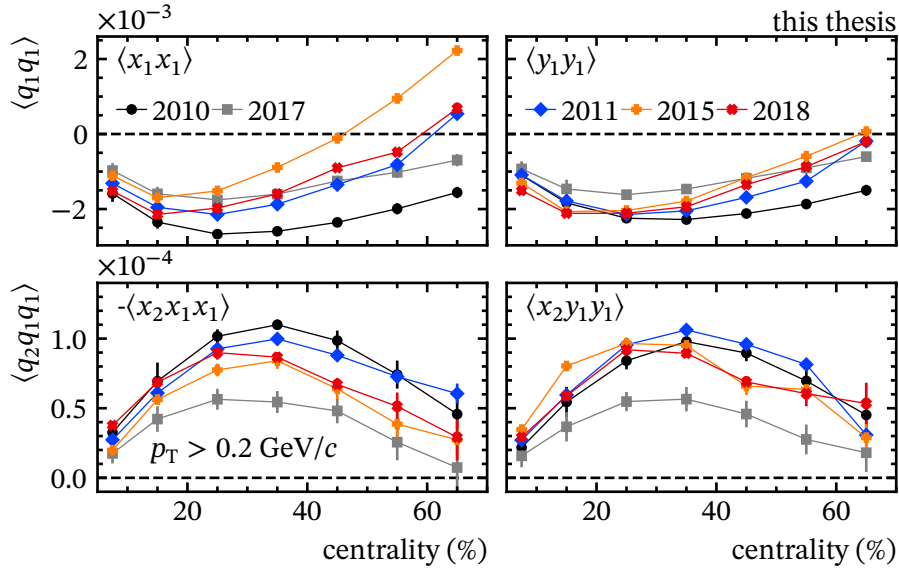 ×10⁻³ this thesis
⟨q₁q₁⟩
⟨x₁x₁⟩ ⟨y₁y₁⟩
2010 2017 2011 2015 2018
2
0
−2
×10⁻⁴
⟨q₂q₁q₁⟩
-⟨x₂x₁x₁⟩ ⟨x₂y₁y₁⟩
1.0
0.5
0.0
p_T > 0.2 GeV/c
20 40 60 20 40 60
centrality (%) centrality (%)